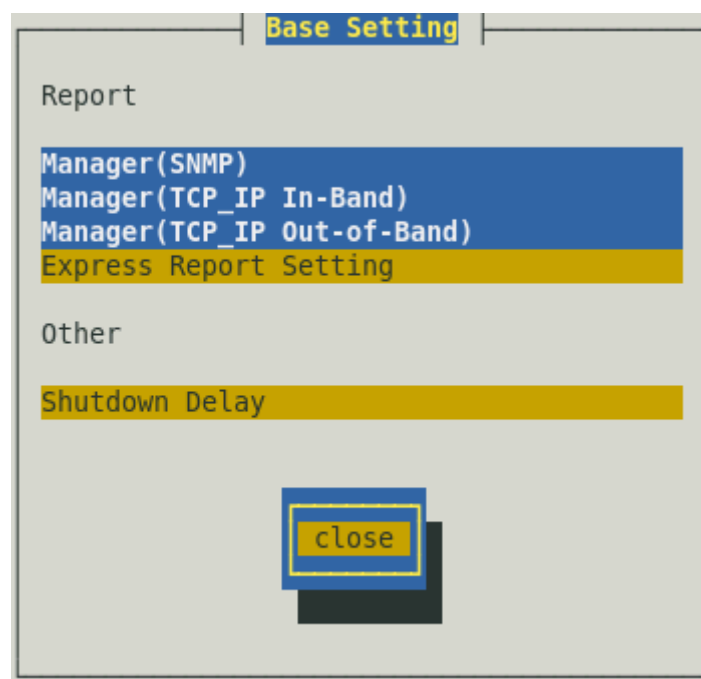 Base Setting
Report
Manager(SNMP)
Manager(TCP_IP In-Band)
Manager(TCP_IP Out-of-Band)
Express Report Setting
Other
Shutdown Delay
close